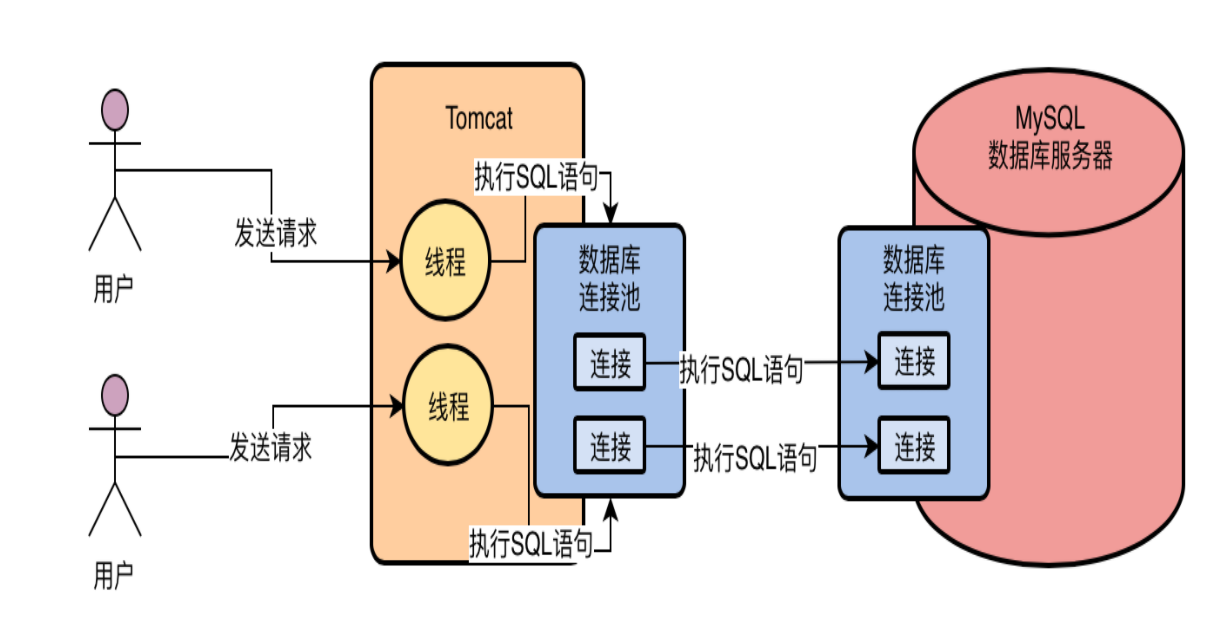 Tomcat
MySQL
数据库服务器
执行SQL语句
发送请求
线程
数据库
连接池
数据库
连接池
用户
连接
执行SQL语句
连接
线程
发送请求
连接
执行SQL语句
连接
执行SQL语句
用户